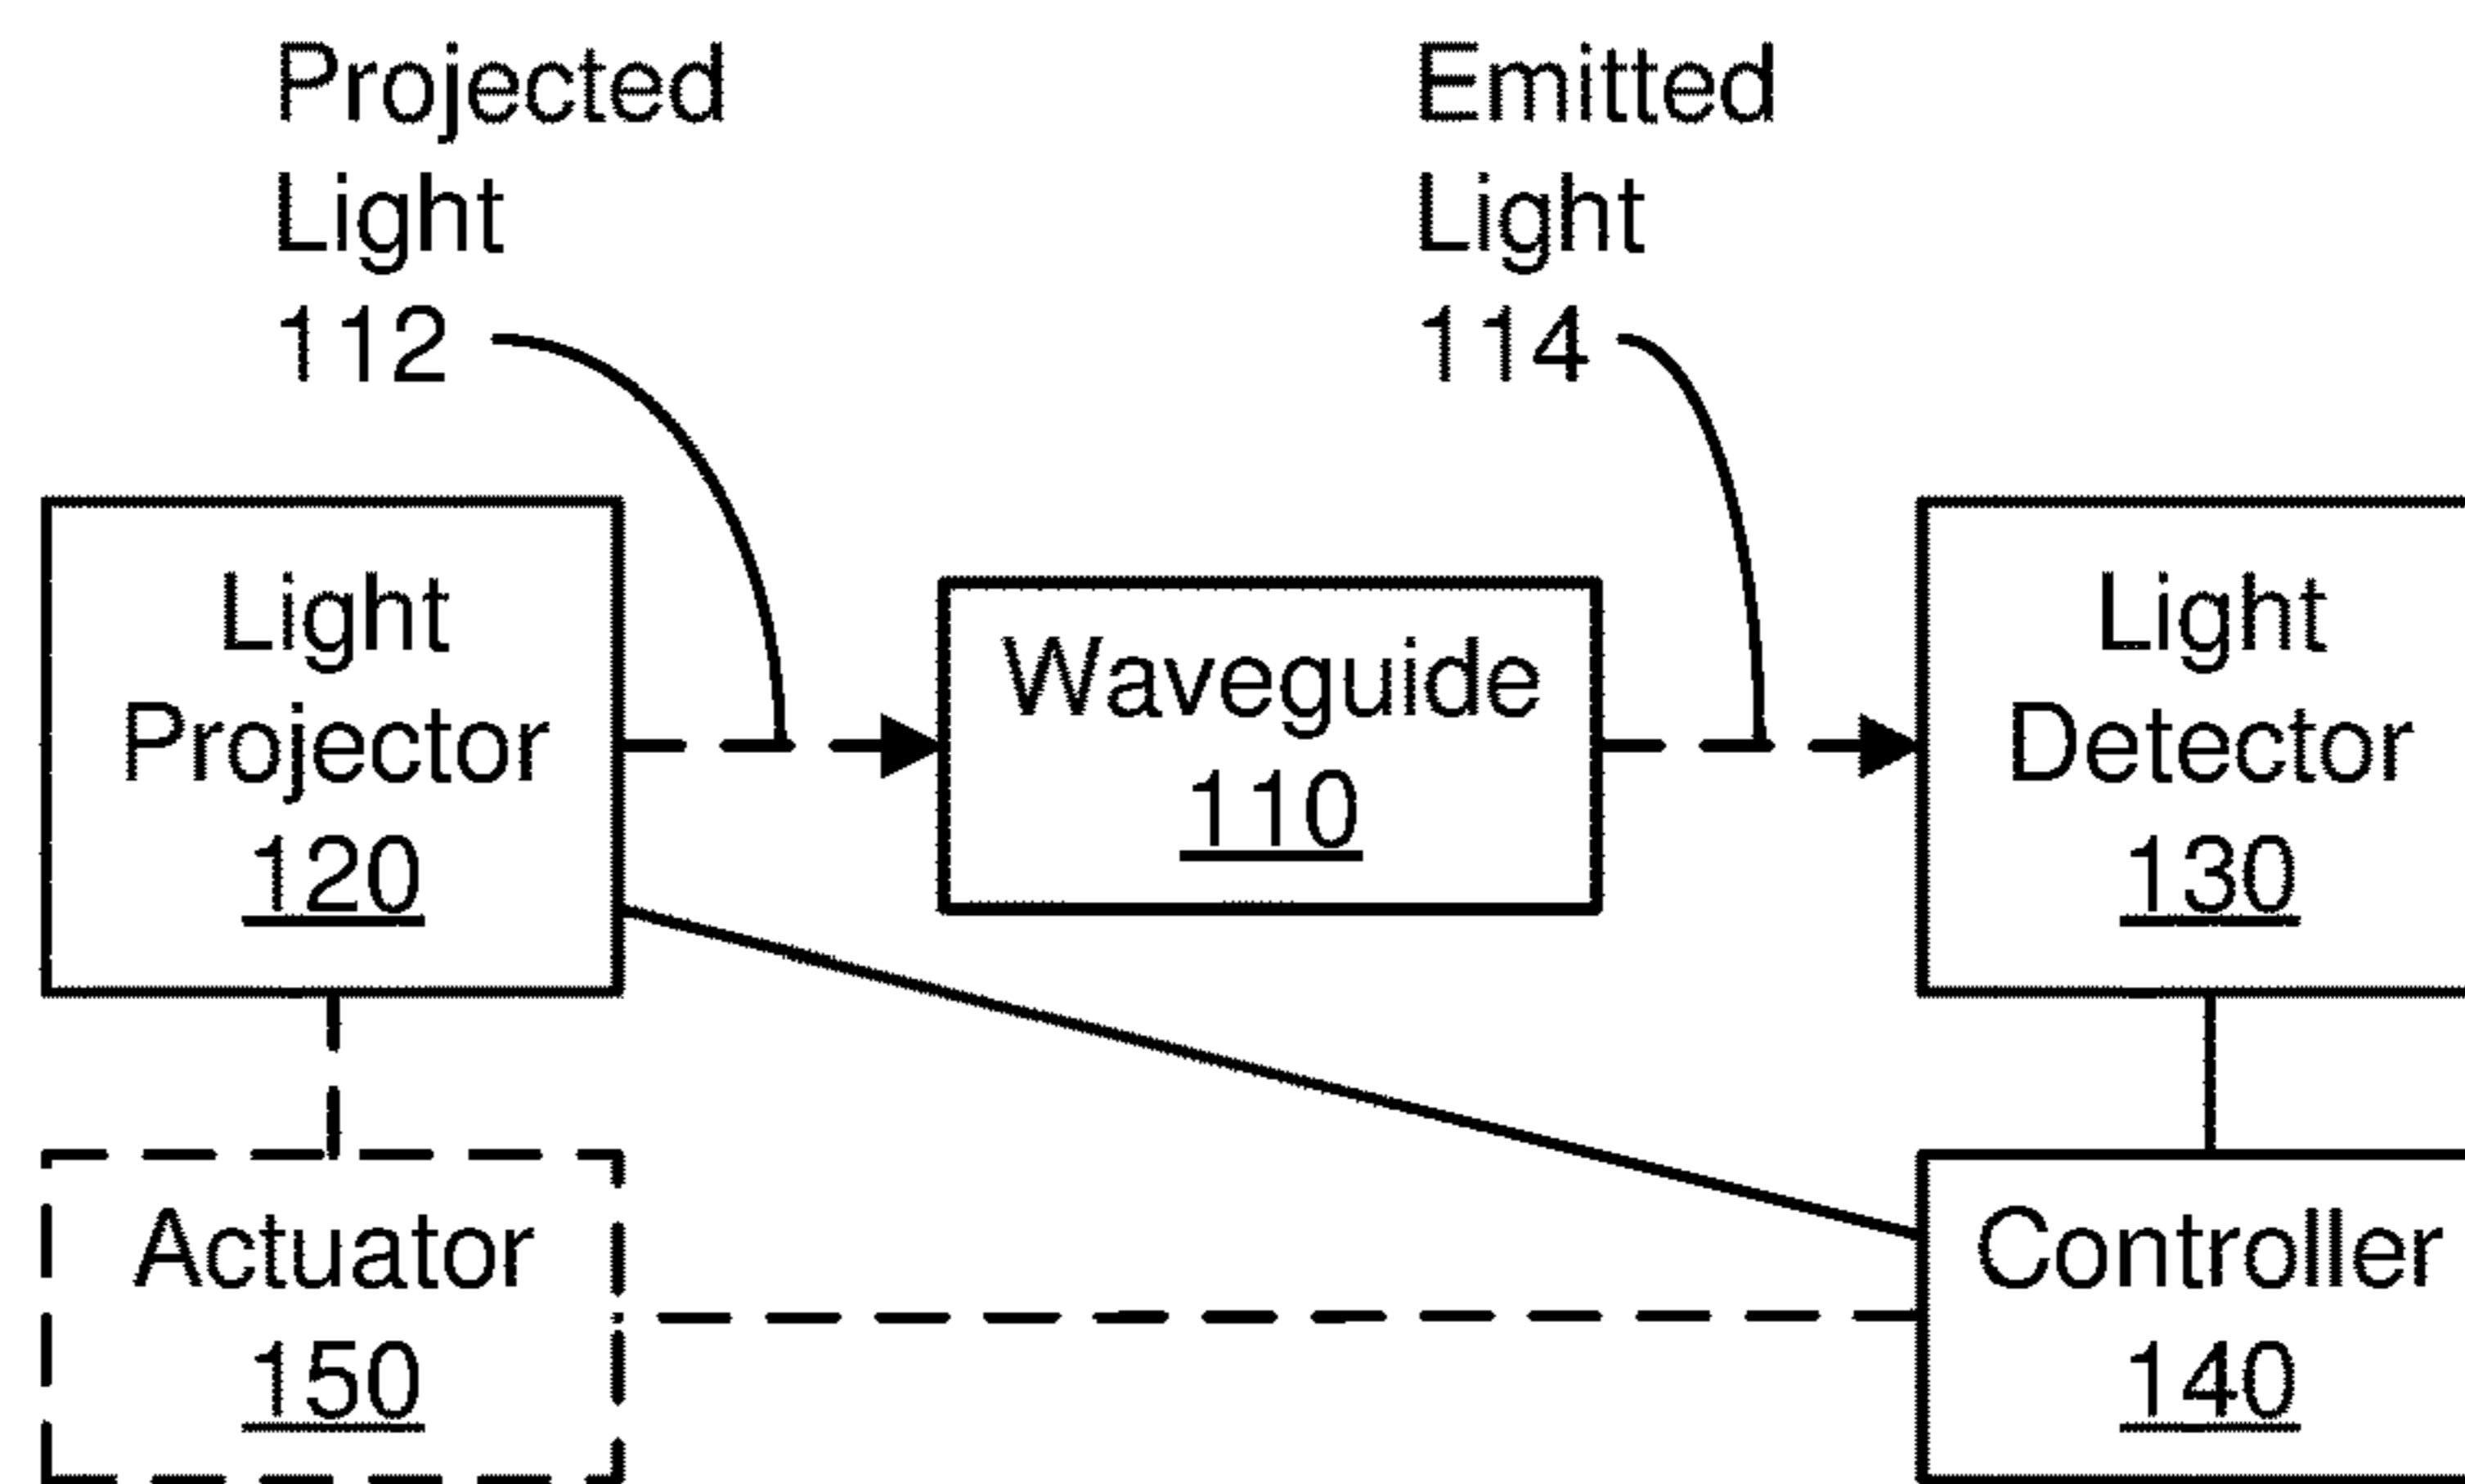 Projected
Light
112
Emitted
Light
114
Light
Projector
120
Waveguide
110
Light
Detector
130
Actuator
150
Controller
140